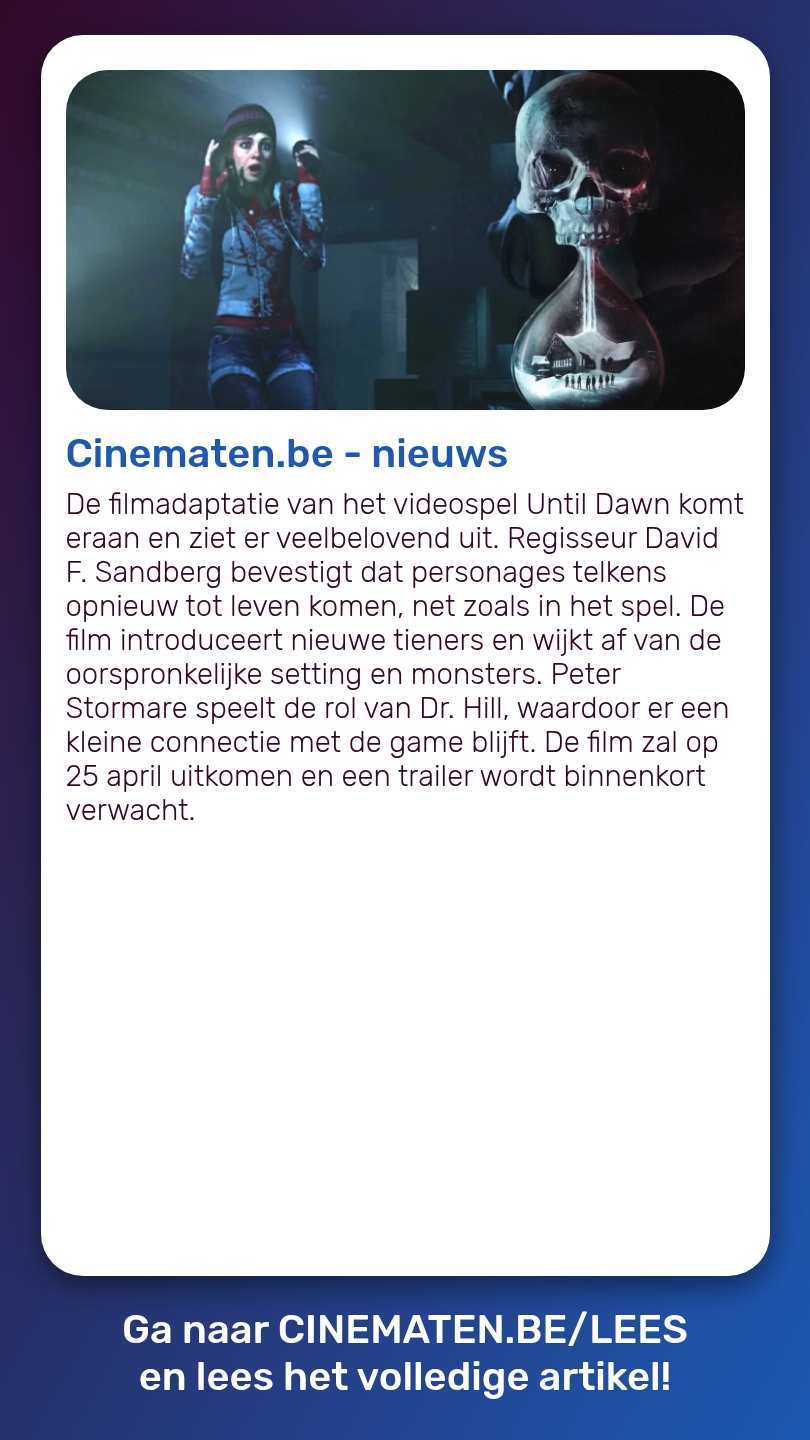 Cinematen.be - nieuws
De filmadaptatie van het videospel Until Dawn komt
eraan en ziet er veelbelovend uit. Regisseur David
F. Sandberg bevestigt dat personages telkens
opnieuw tot leven komen, net zoals in het spel. De
film introduceert nieuwe tieners en wijkt af van de
oorspronkelijke setting en monsters. Peter
Stormare speelt de rol van Dr. Hill, waardoor er een
kleine connectie met de game blijft. De film zal op
25 april uitkomen en een trailer wordt binnenkort
verwacht.
Ga naar CINEMATEN.BE/LEES
en lees het volledige artikel!